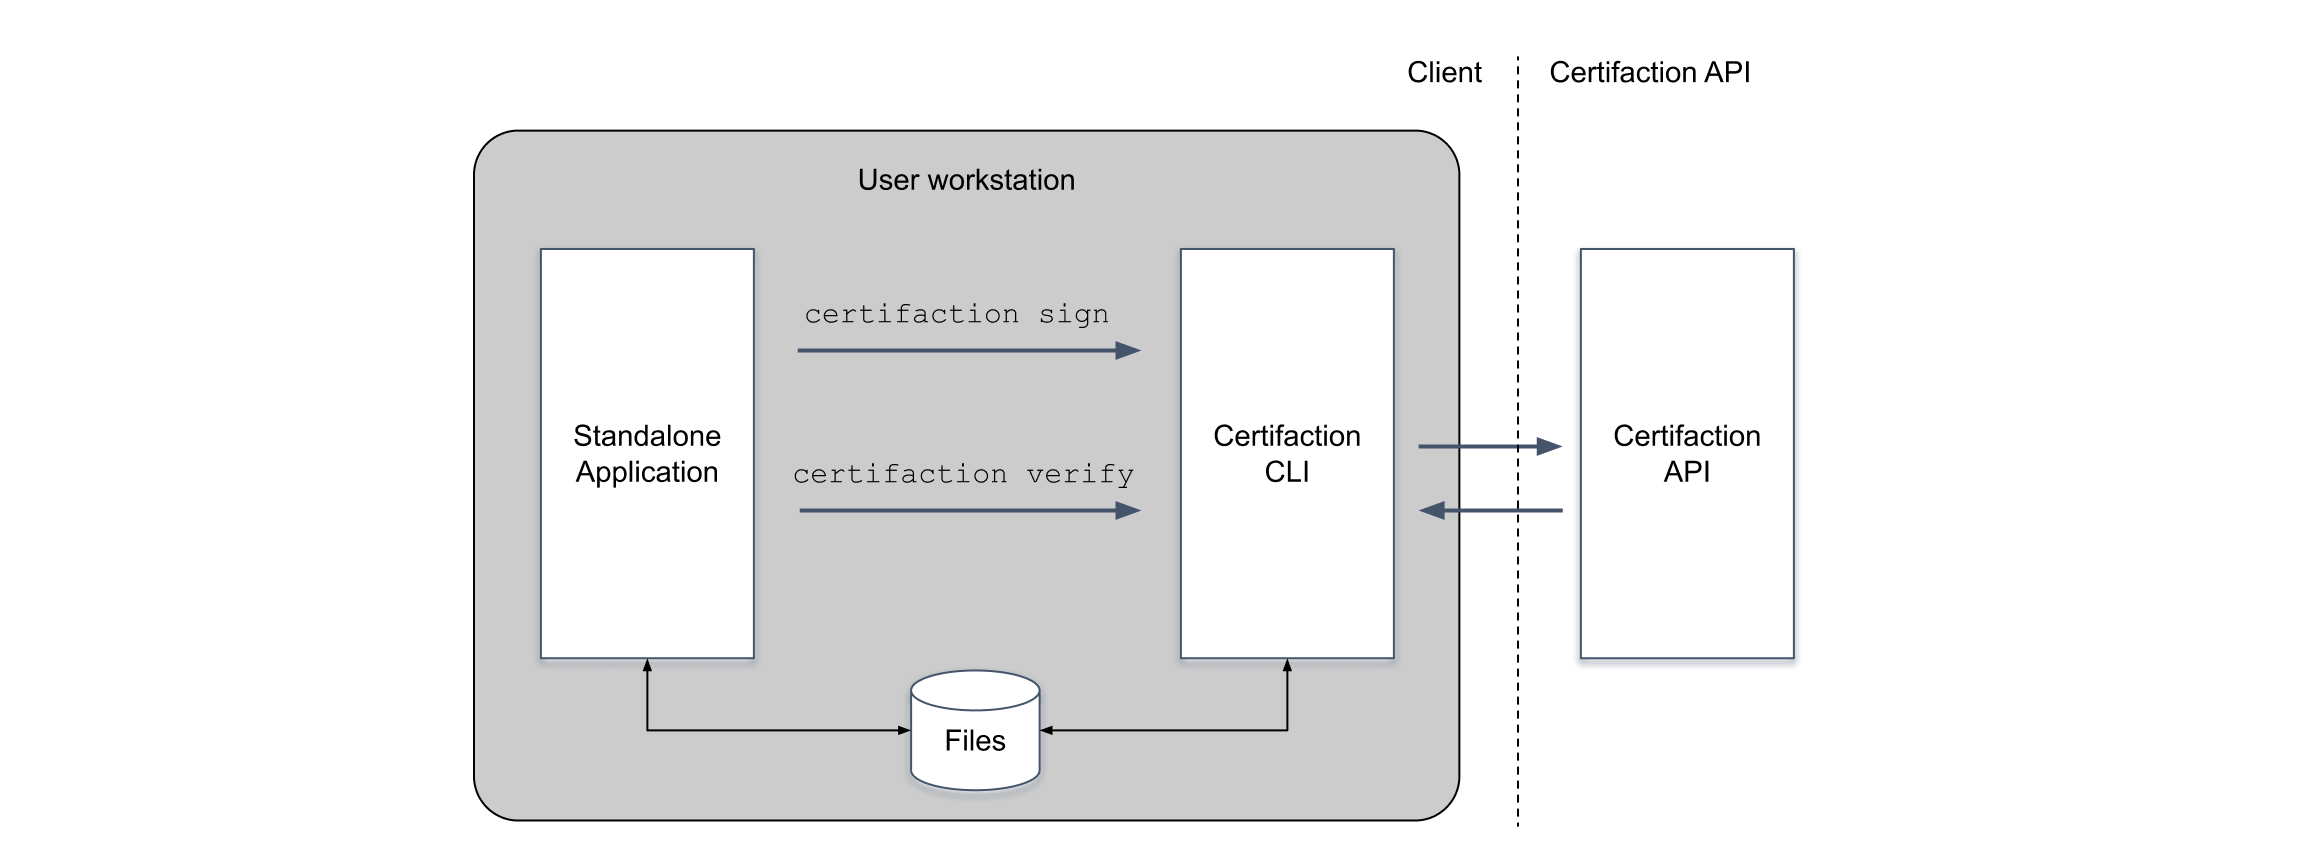 Client
Certifaction API
User workstation
certifaction sign
Standalone
Application
certifaction verify
Certifaction
CLI
Certifaction
API
Files